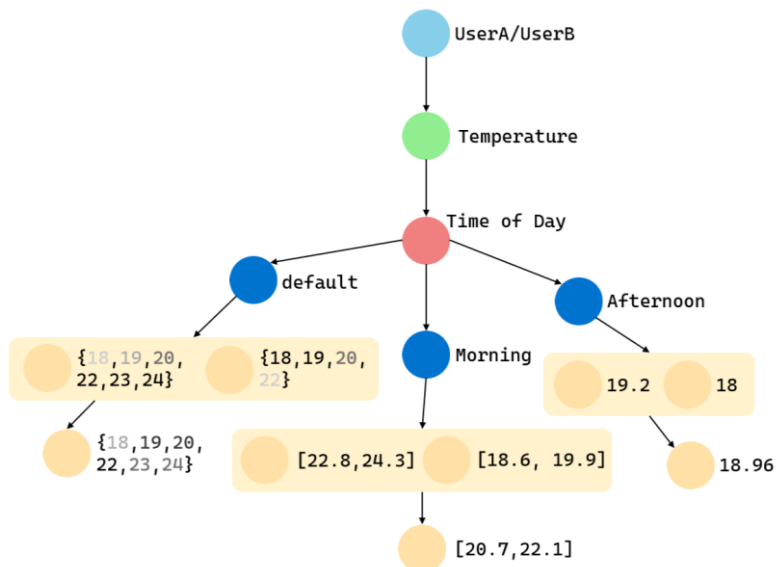 UserA/UserB
Temperature
Time of Day
default
Afternoon
Morning
{18,19,20,
22,23,24}
{18,19,20,
22}
19.2
18
{18,19,20,
22,23,24}
[22.8,24.3]
[18.6, 19.9]
18.96
[20.7,22.1]